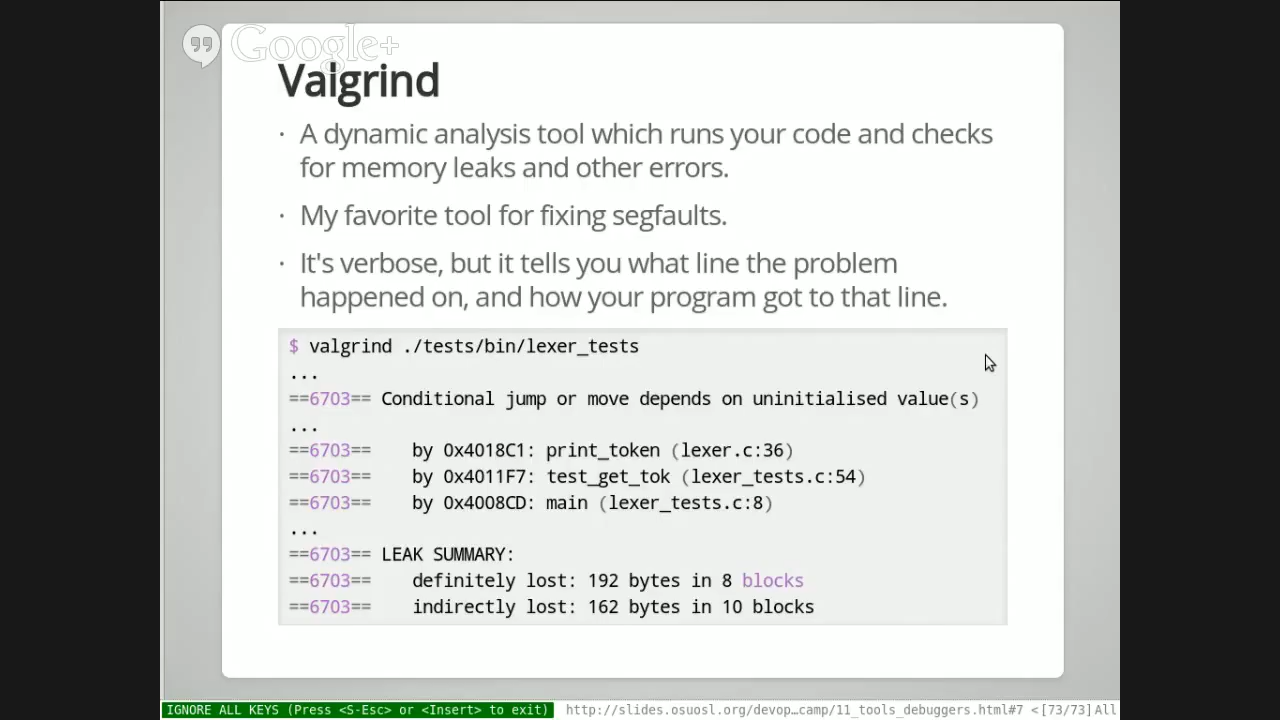 Google+
Valgrind
· A dynamic analysis tool which runs your code and checks
for memory leaks and other errors.
· My favorite tool for fixing segfaults.
· It's verbose, but it tells you what line the problem
happened on, and how your program got to that line.
$ valgrind ./tests/bin/lexer_tests
...
==6703== Conditional jump or move depends on uninitialised value(s)
...
==6703==    by 0x4018C1: print_token (lexer.c:36)
==6703==    by 0x4011F7: test_get_tok (lexer_tests.c:54)
==6703==    by 0x4008CD: main (lexer_tests.c:8)
...
==6703== LEAK SUMMARY:
==6703==    definitely lost: 192 bytes in 8 blocks
==6703==    indirectly lost: 162 bytes in 10 blocks
IGNORE ALL KEYS (Press <S-Esc> or <Insert> to exit) http://slides.osuosl.org/devop…camp/11_tools_debuggers.html#7 <[73/73]All